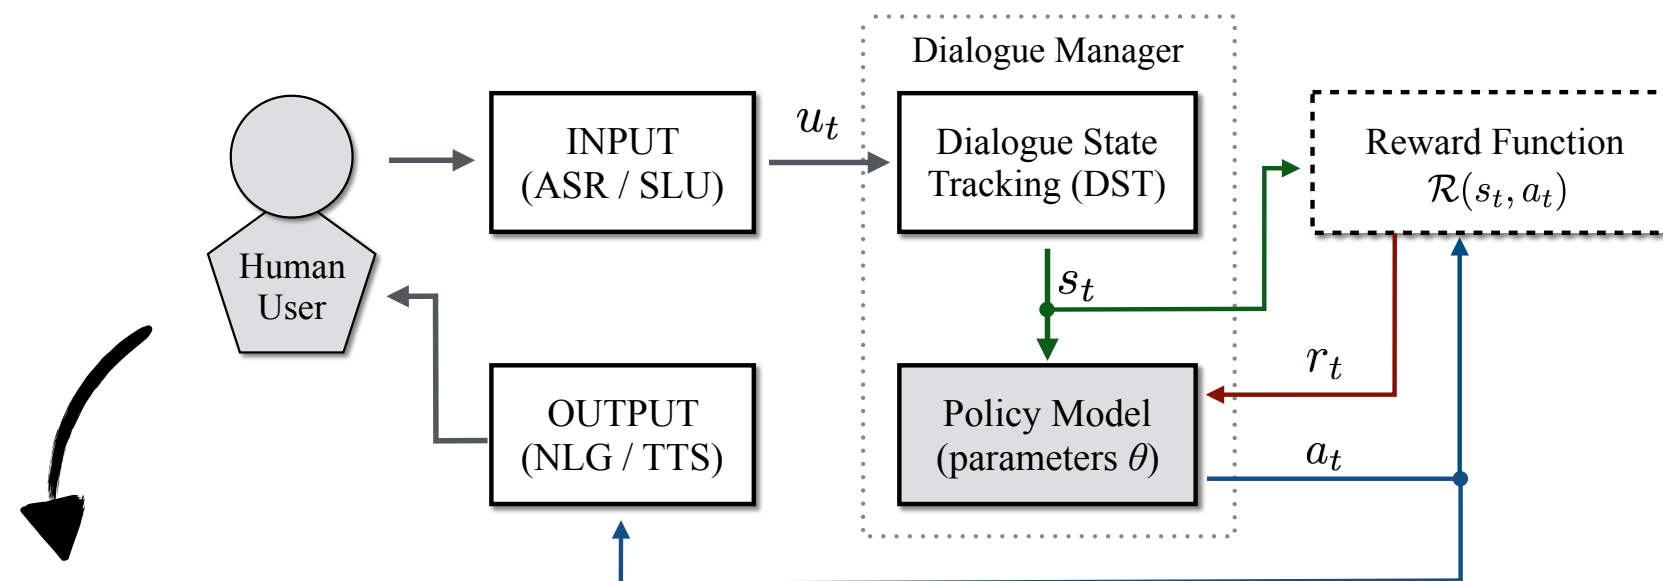 Dialogue Manager
INPUT
(ASR / SLU)
u_t
Dialogue State
Tracking (DST)
Reward Function
ℛ(s_t, a_t)
Human
User
s_t
r_t
OUTPUT
(NLG / TTS)
Policy Model
(parameters θ)
a_t